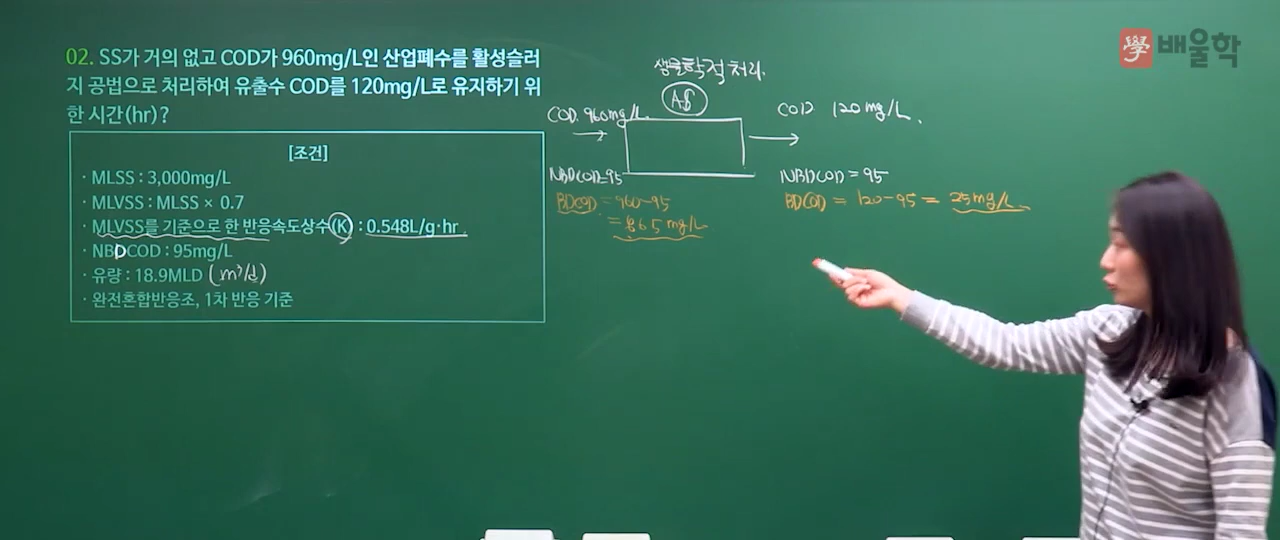 學 배울학
02. SS가 거의 없고 COD가 960mg/L인 산업폐수를 활성슬러
지 공법으로 처리하여 유출수 COD를 120mg/L로 유지하기 위
한 시간(hr)?
[조건]
· MLSS : 3,000mg/L
· MLVSS : MLSS × 0.7
· MLVSS를 기준으로 한 반응속도상수(K) : 0.548L/g·hr
· NBDCOD : 95mg/L
· 유량 : 18.9MLD (m³/d)
· 완전혼합반응조, 1차 반응 기준
생물학적 처리.
AS
COD. 960mg/L.
COD 120mg/L.
NBDCOD=95
NBDCOD=95
BDCOD = 960-95
= 865mg/L
BDCOD = 120-95 = 25mg/L